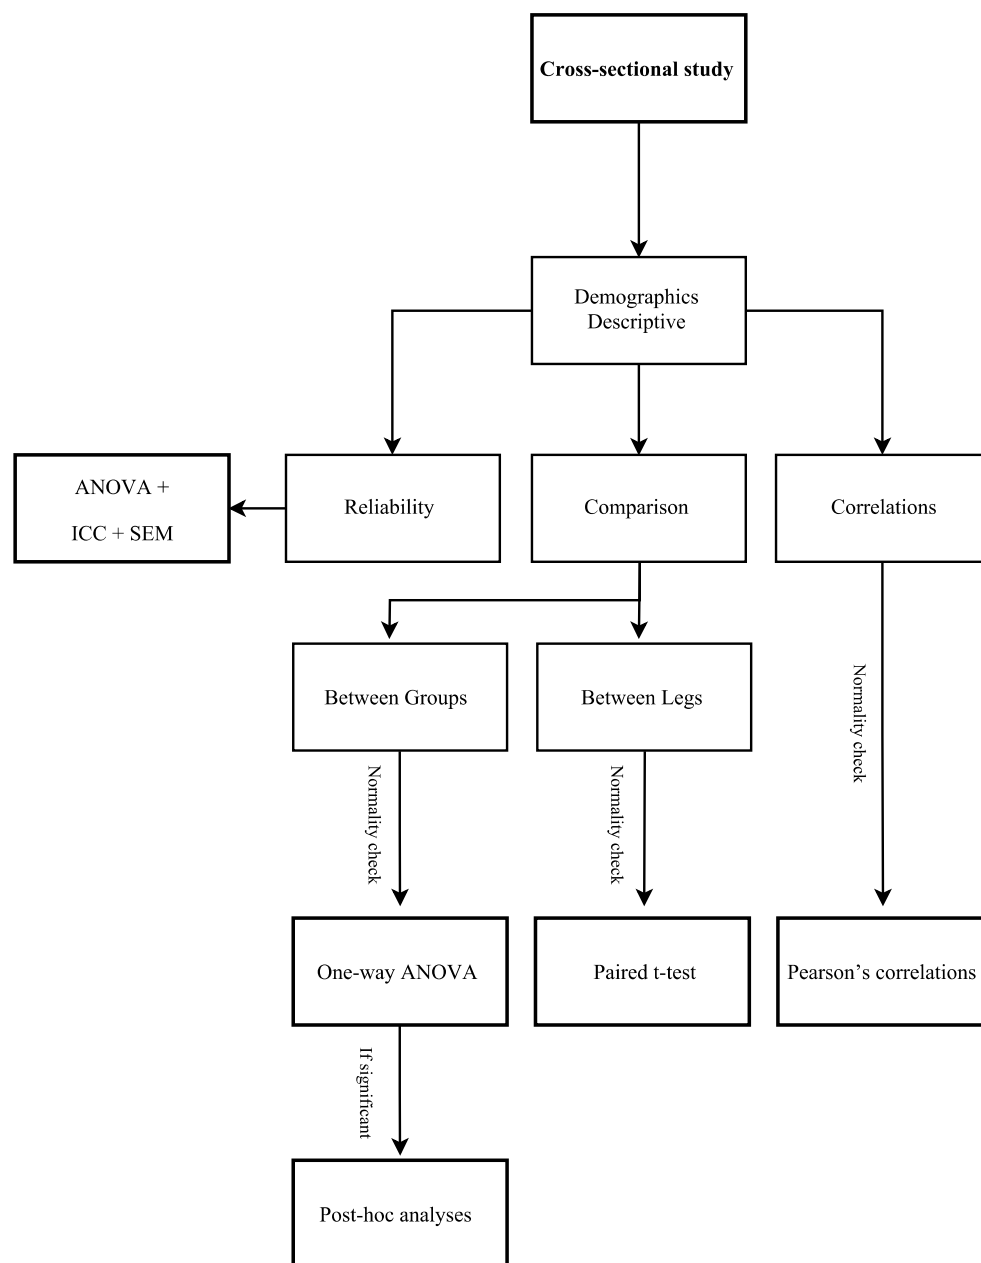 Cross-sectional study
Demographics
Descriptive
ANOVA +
ICC + SEM
Reliability
Comparison
Correlations
Between Groups
Between Legs
Normality check
Normality check
Normality check
One-way ANOVA
Paired t-test
Pearson’s correlations
If significant
Post-hoc analyses